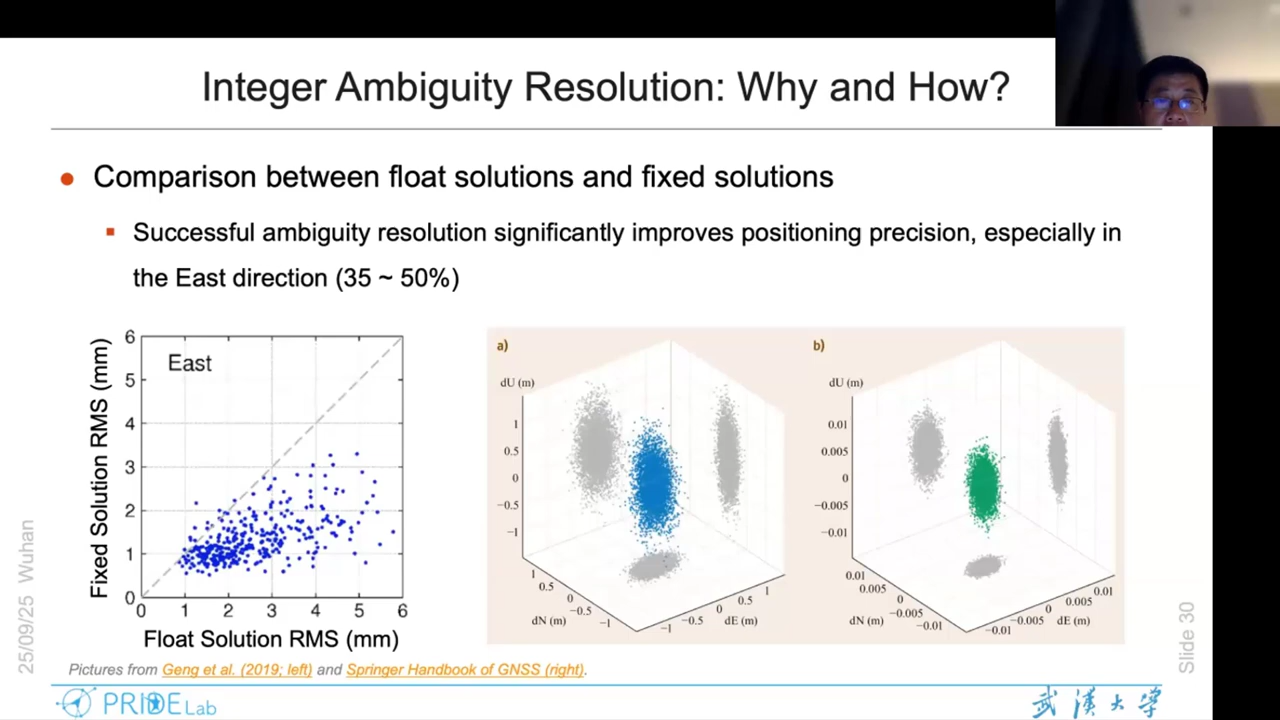 Integer Ambiguity Resolution: Why and How?
Comparison between float solutions and fixed solutions
Successful ambiguity resolution significantly improves positioning precision, especially in
the East direction (35 ~ 50%)
East
Fixed Solution RMS (mm)
6
5
4
3
2
1
0
0 1 2 3 4 5 6
Float Solution RMS (mm)
a)
dU (m)
1
0.5
0
−0.5
−1
1
0.5
0
−0.5
−1
dN (m)
−1
−0.5
0
0.5
1
dE (m)
b)
dU (m)
0.01
0.005
0
−0.005
−0.01
0.01
0.005
0
−0.005
−0.01
dN (m)
−0.01
−0.005
0
0.005
0.01
dE (m)
Pictures from Geng et al. (2019; left) and Springer Handbook of GNSS (right).
25/09/25 Wuhan
Slide 30
PRIDE Lab
武漢大學